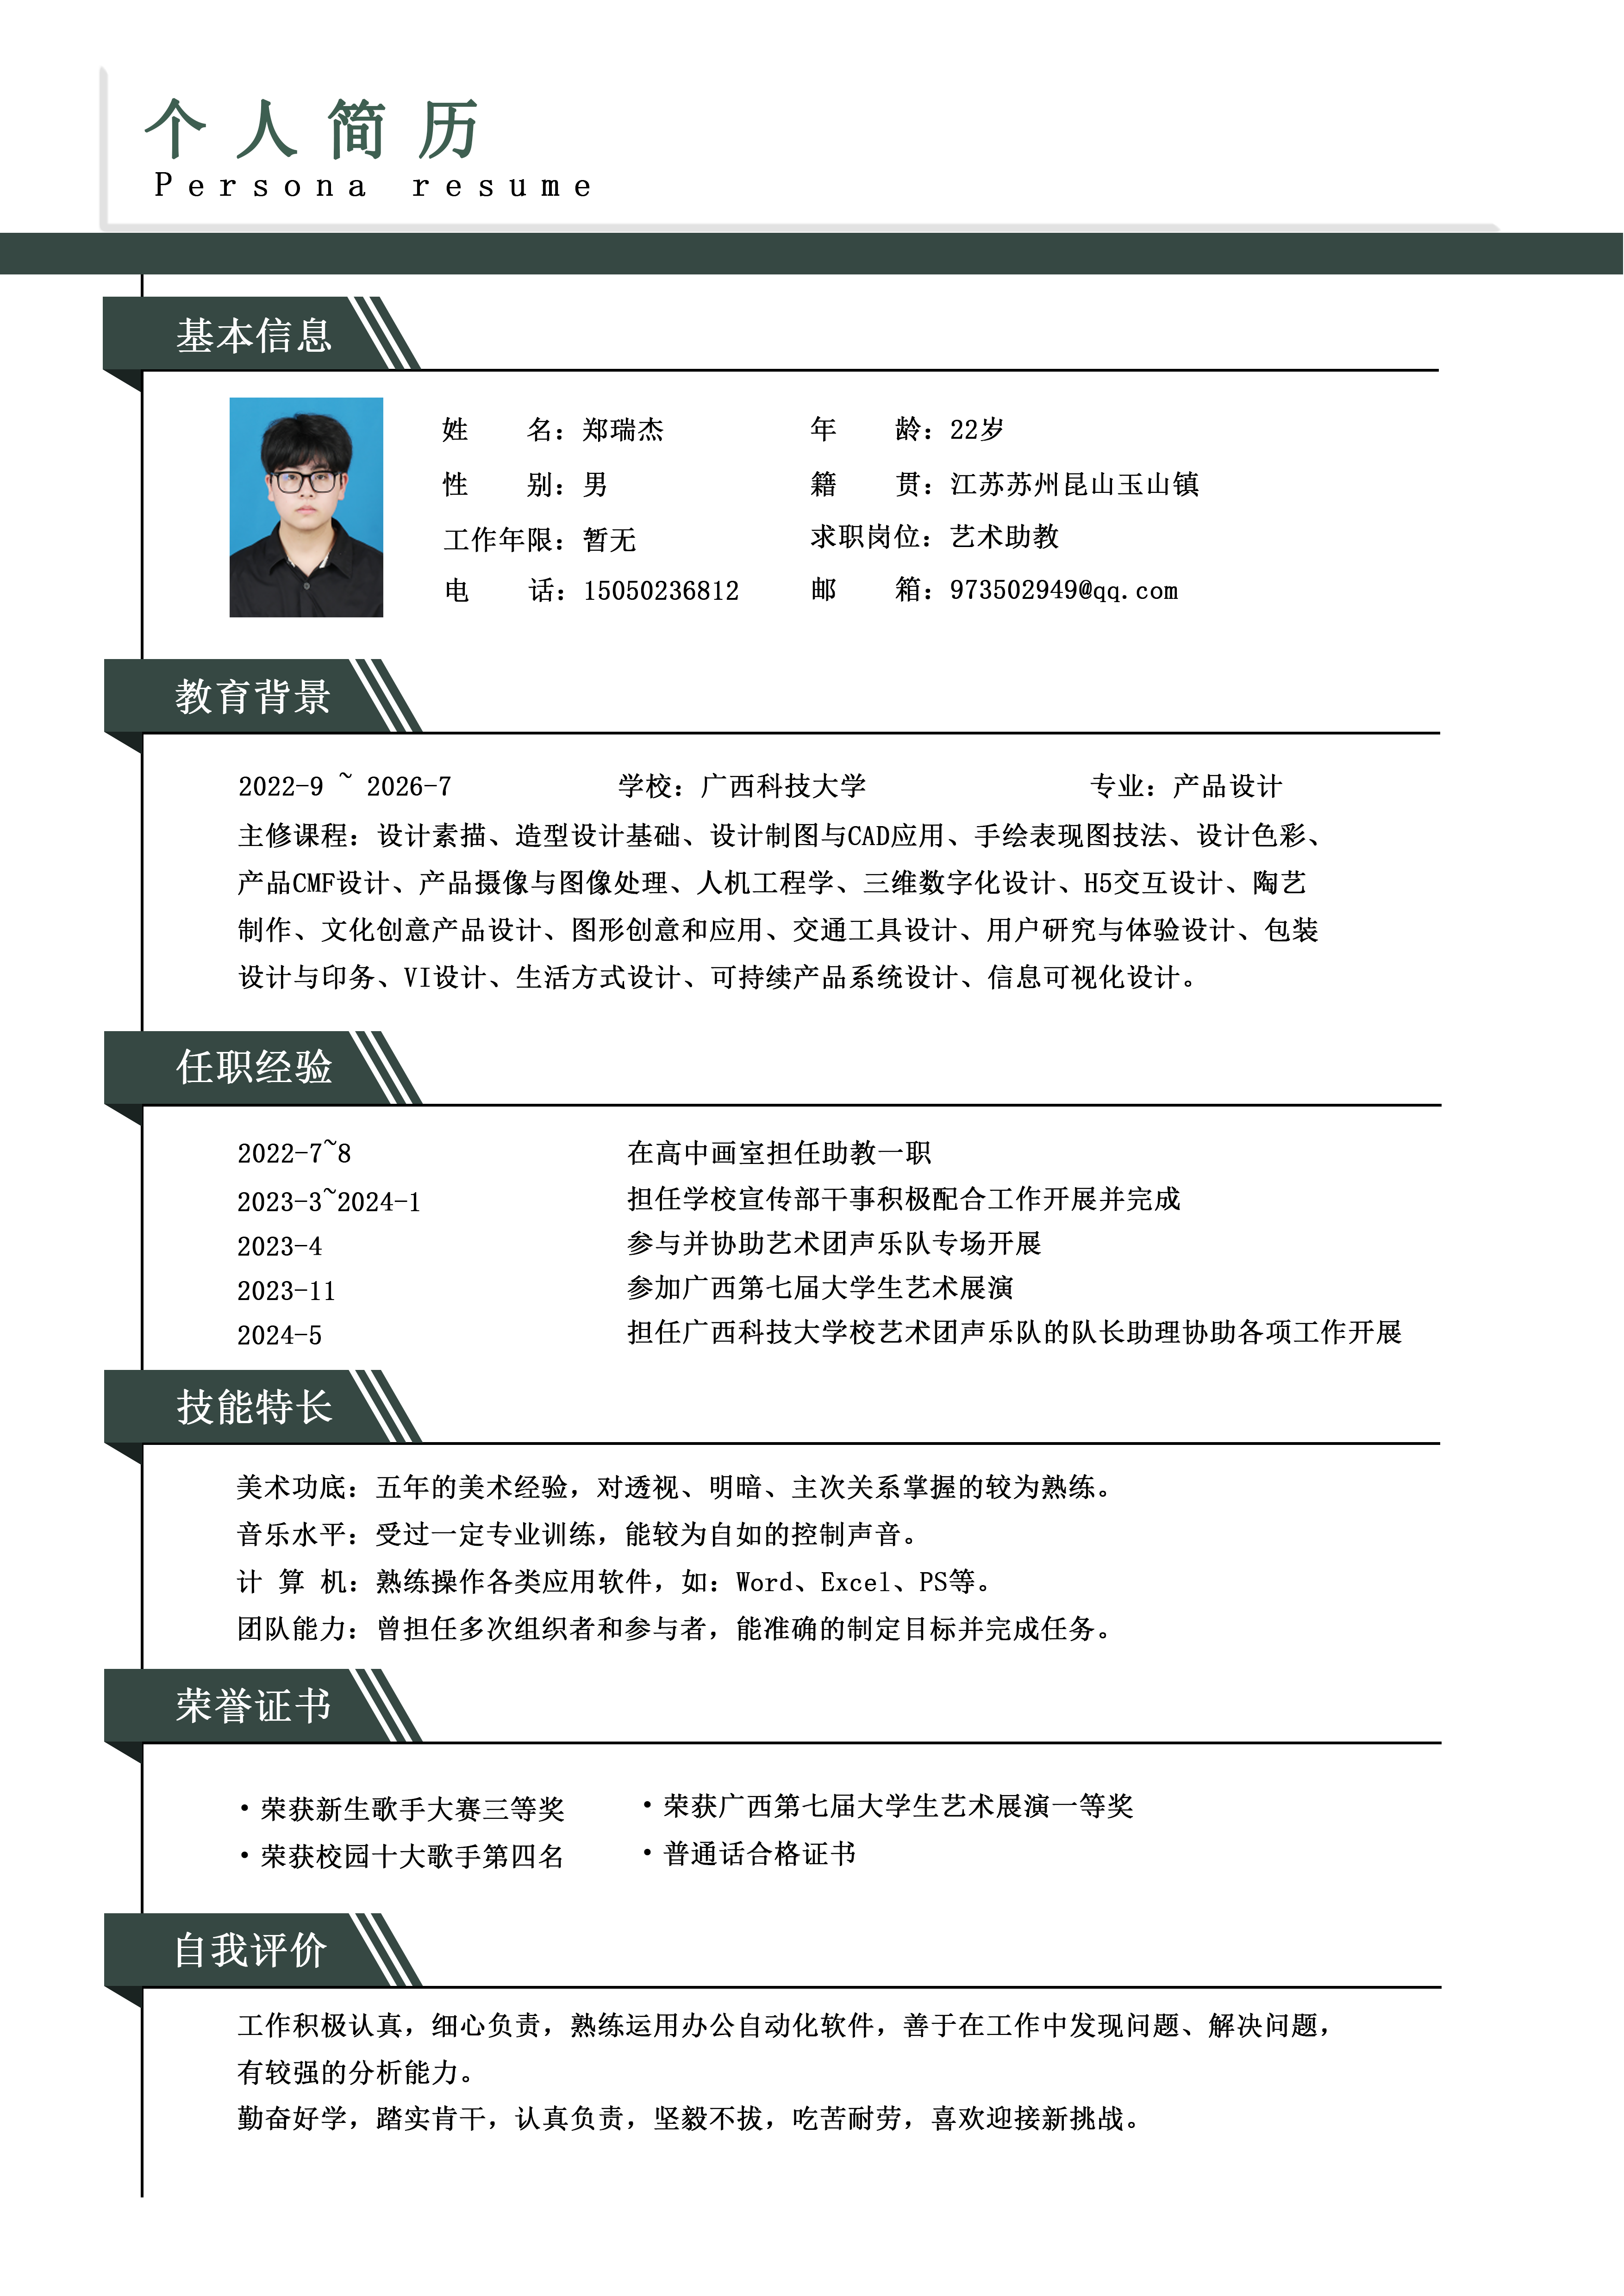 个人简历
Persona resume
基本信息
姓 名：郑瑞杰 年 龄：22岁
性 别：男 籍 贯：江苏苏州昆山玉山镇
工作年限：暂无 求职岗位：艺术助教
电 话：15050236812 邮 箱：973502949@qq.com
教育背景
2022-9 ~ 2026-7 学校：广西科技大学 专业：产品设计
主修课程：设计素描、造型设计基础、设计制图与CAD应用、手绘表现图技法、设计色彩、
产品CMF设计、产品摄像与图像处理、人机工程学、三维数字化设计、H5交互设计、陶艺
制作、文化创意产品设计、图形创意和应用、交通工具设计、用户研究与体验设计、包装
设计与印务、VI设计、生活方式设计、可持续产品系统设计、信息可视化设计。
任职经验
2022-7~8 在高中画室担任助教一职
2023-3~2024-1 担任学校宣传部干事积极配合工作开展并完成
2023-4 参与并协助艺术团声乐队专场开展
2023-11 参加广西第七届大学生艺术展演
2024-5 担任广西科技大学校艺术团声乐队的队长助理协助各项工作开展
技能特长
美术功底：五年的美术经验，对透视、明暗、主次关系掌握的较为熟练。
音乐水平：受过一定专业训练，能较为自如的控制声音。
计 算 机：熟练操作各类应用软件，如：Word、Excel、PS等。
团队能力：曾担任多次组织者和参与者，能准确的制定目标并完成任务。
荣誉证书
·荣获新生歌手大赛三等奖 ·荣获广西第七届大学生艺术展演一等奖
·荣获校园十大歌手第四名 ·普通话合格证书
自我评价
工作积极认真，细心负责，熟练运用办公自动化软件，善于在工作中发现问题、解决问题，
有较强的分析能力。
勤奋好学，踏实肯干，认真负责，坚毅不拔，吃苦耐劳，喜欢迎接新挑战。